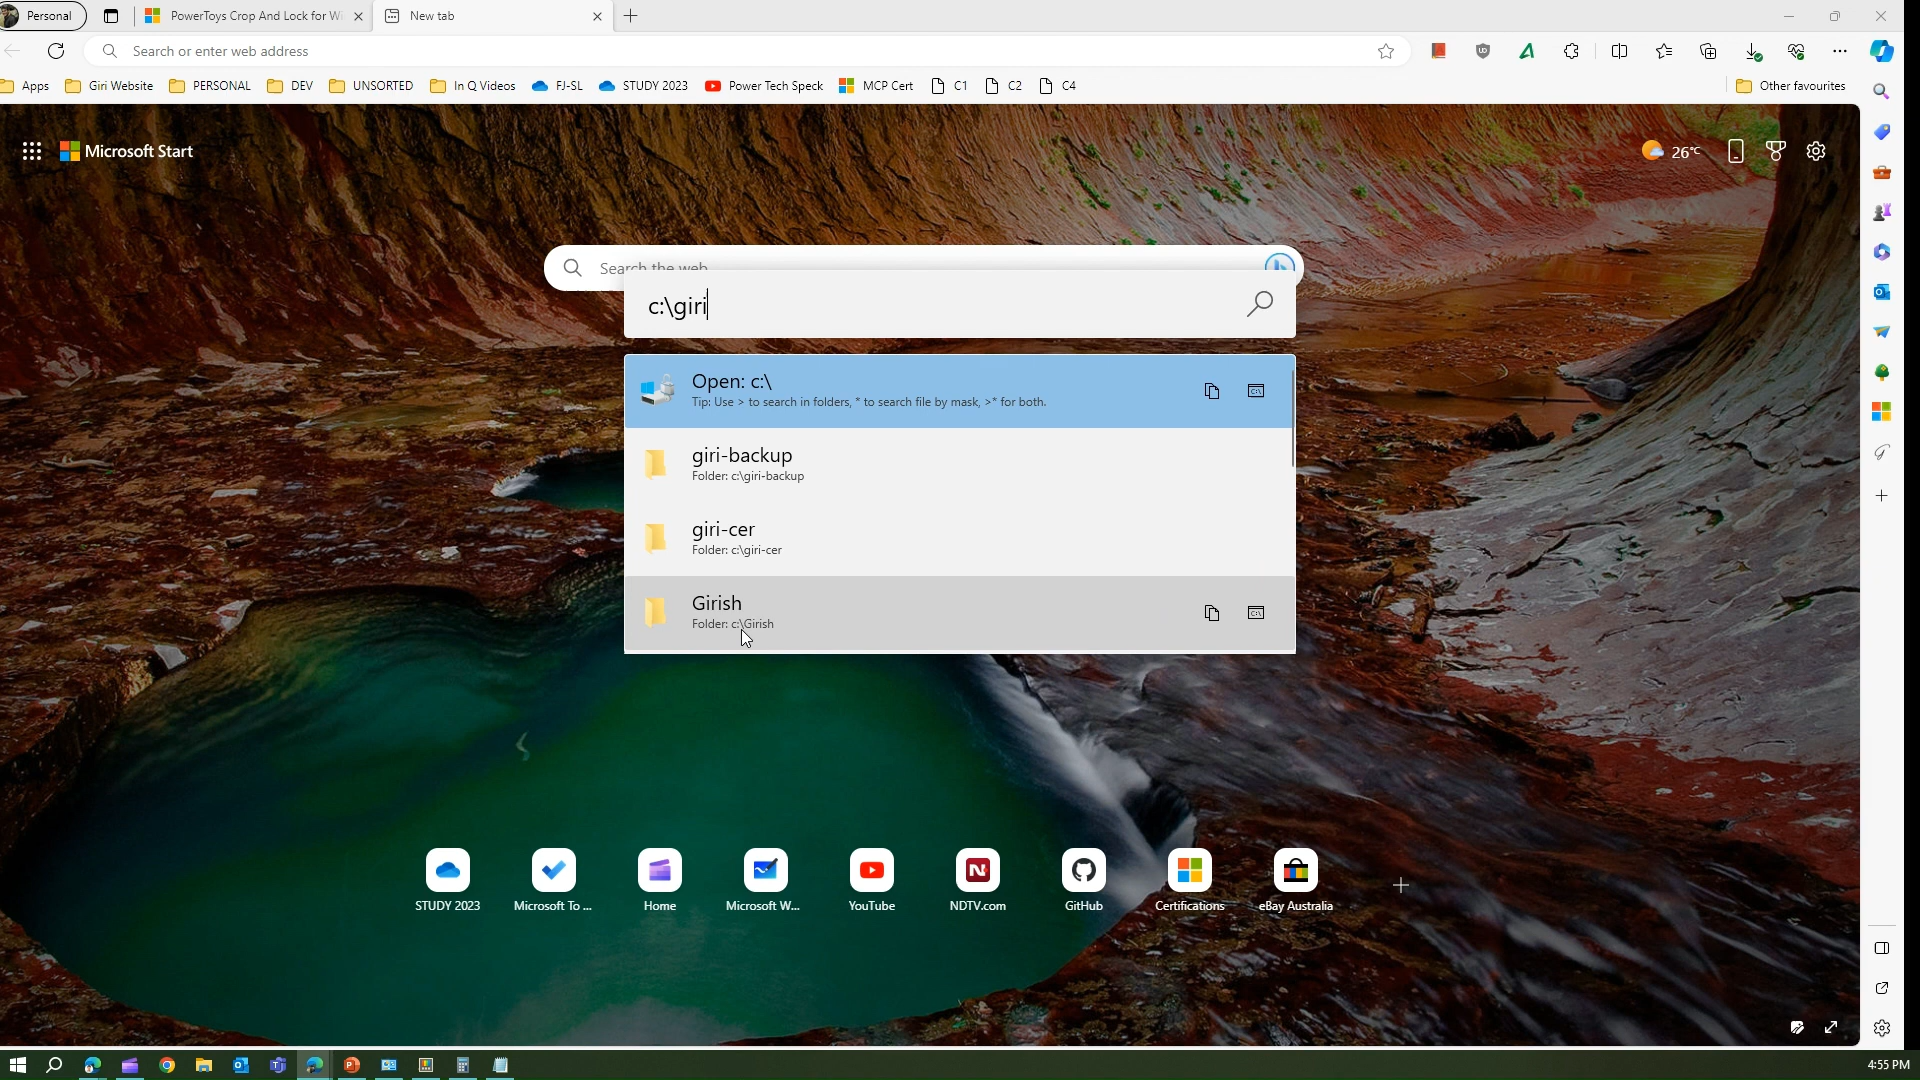 Personal
PowerToys Crop And Lock for Wi
New tab
Search or enter web address
Apps
Giri Website
PERSONAL
DEV
UNSORTED
In Q Videos
FJ-SL
STUDY 2023
Power Tech Speck
MCP Cert
C1
C2
C4
Other favourites
Microsoft Start
26°C
Search the web
c:\giri
Open: c:\
Tip: Use > to search in folders, * to search file by mask, >* for both.
giri-backup
Folder: c:\giri-backup
giri-cer
Folder: c:\giri-cer
Girish
Folder: c:\Girish
STUDY 2023
Microsoft To ...
Home
Microsoft W...
YouTube
NDTV.com
GitHub
Certifications
eBay Australia
4:55 PM